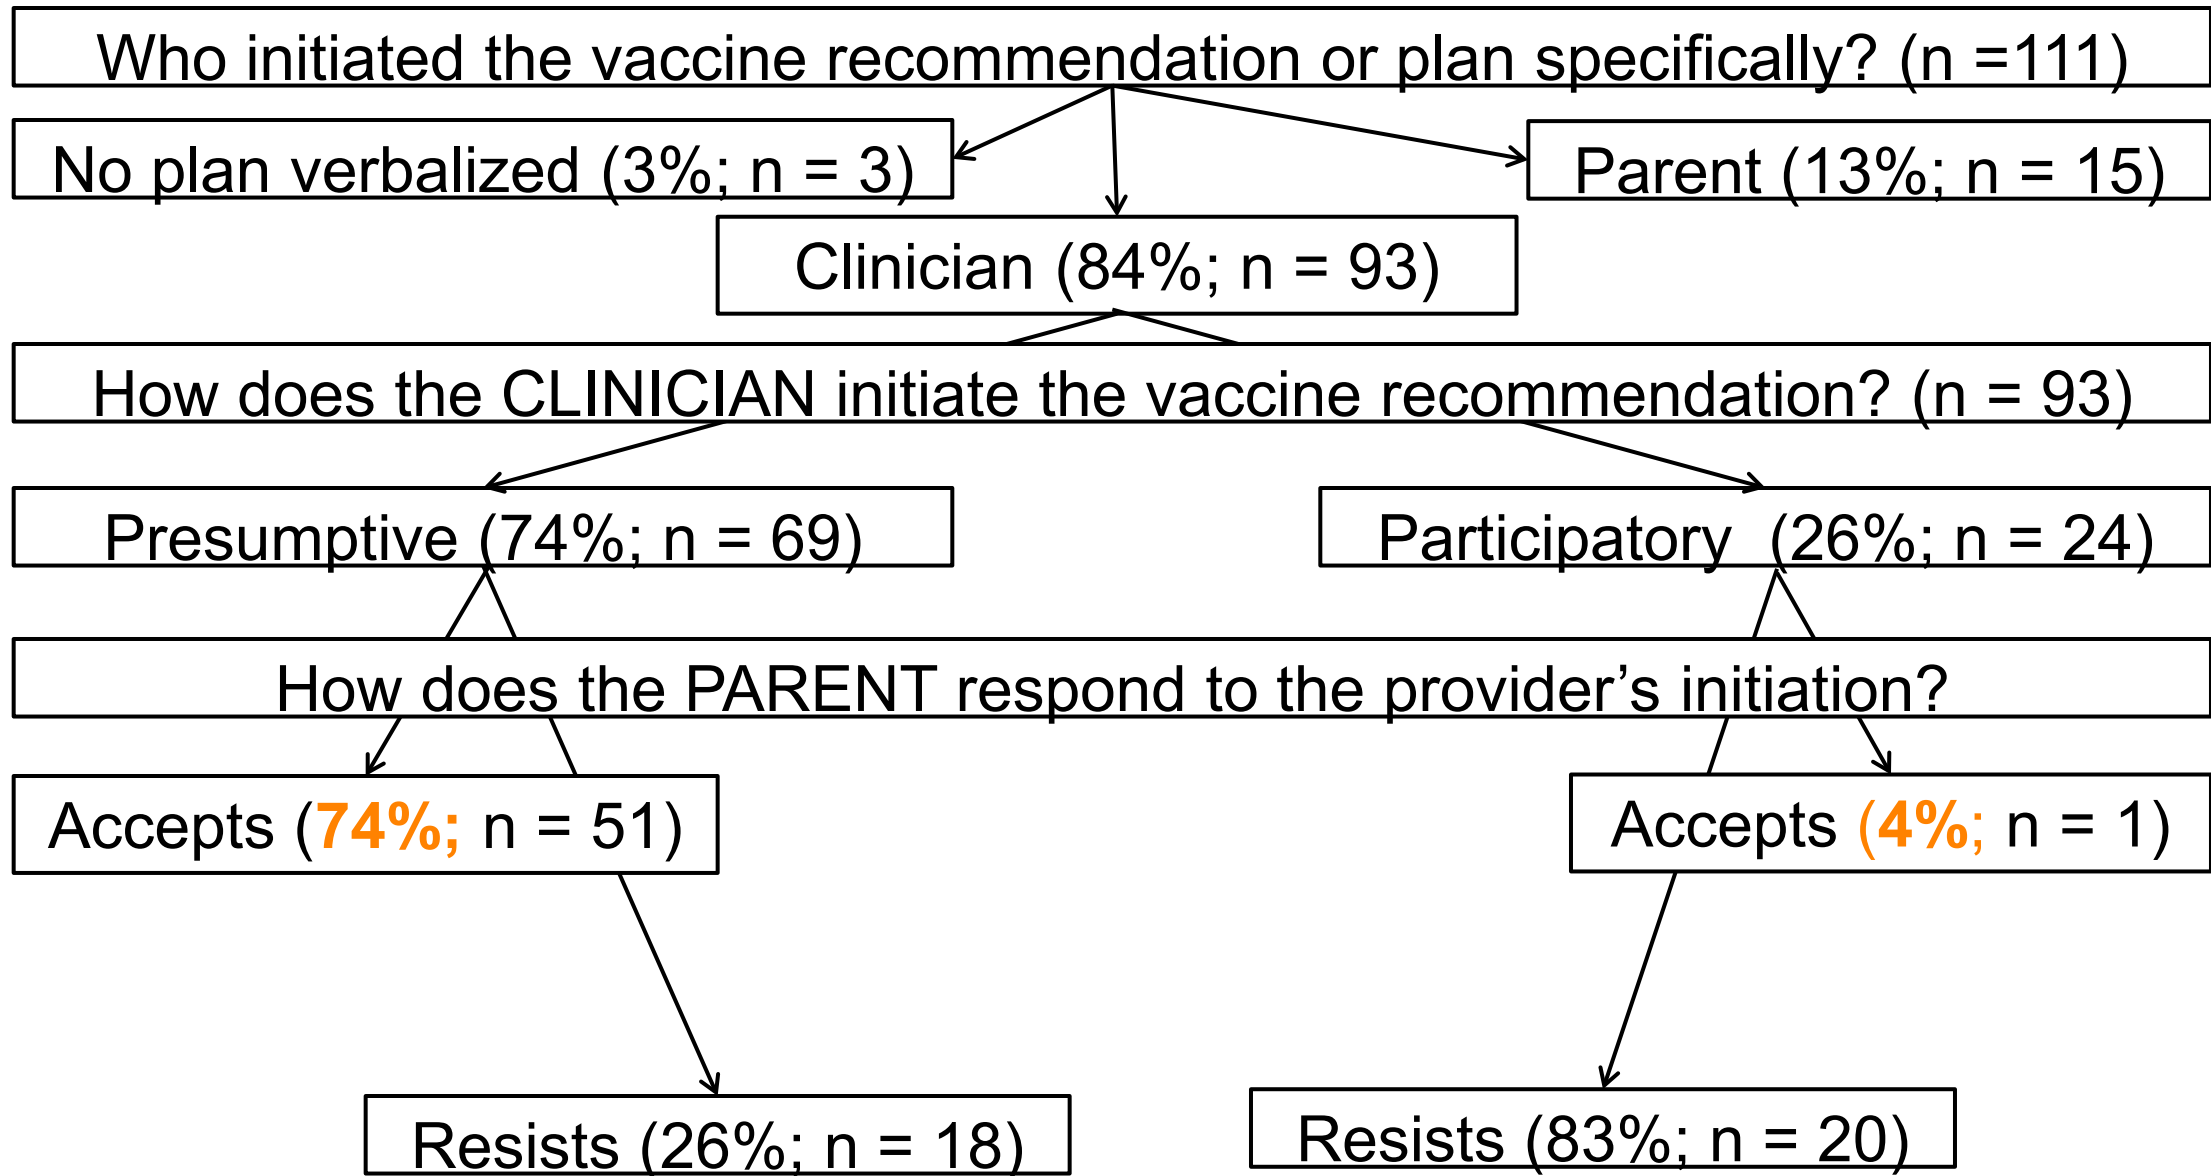 Who initiated the vaccine recommendation or plan specifically? (n =111)
No plan verbalized (3%; n = 3)
Parent (13%; n = 15)
Clinician (84%; n = 93)
How does the CLINICIAN initiate the vaccine recommendation? (n = 93)
Presumptive (74%; n = 69)
Participatory  (26%; n = 24)
How does the PARENT respond to the provider’s initiation?
Accepts (74%; n = 51)
Accepts (4%; n = 1)
Resists (26%; n = 18)
Resists (83%; n = 20)